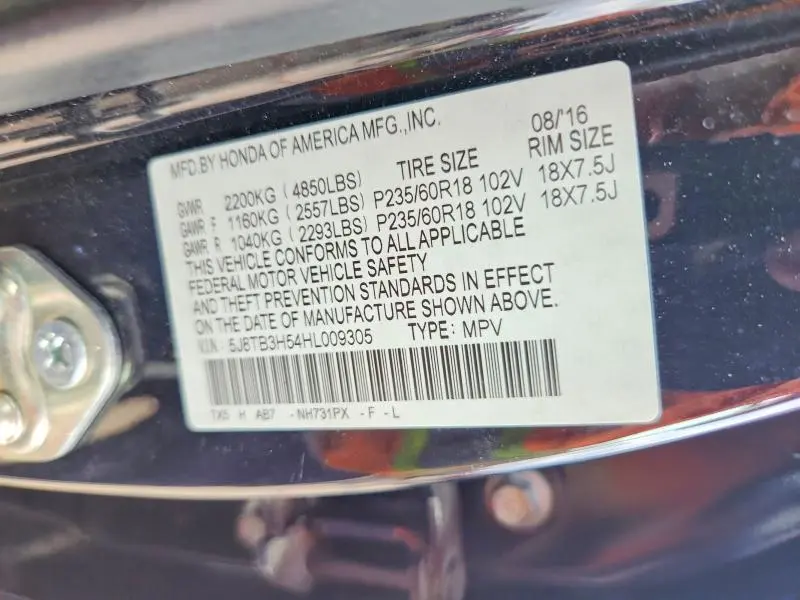 MFD.BY HONDA OF AMERICA MFG.,INC. 08/'16
TIRE SIZE RIM SIZE
GVWR 2200KG (4850LBS)
GAWR F 1160KG (2557LBS) P235/60R18 102V 18X7.5J
GAWR R 1040KG (2293LBS) P235/60R18 102V 18X7.5J
THIS VEHICLE CONFORMS TO ALL APPLICABLE
FEDERAL MOTOR VEHICLE SAFETY
AND THEFT PREVENTION STANDARDS IN EFFECT
ON THE DATE OF MANUFACTURE SHOWN ABOVE.
V.I.N. 5J8TB3H54HL009305 TYPE: MPV
TX5 H AB7 -NH731PX -F -L